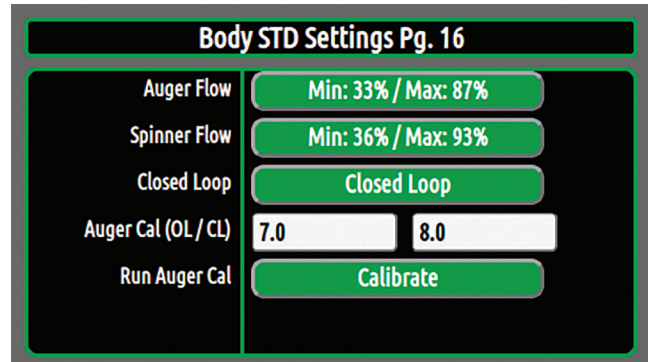 Body STD Settings Pg. 16
Auger Flow Min: 33% / Max: 87%
Spinner Flow Min: 36% / Max: 93%
Closed Loop Closed Loop
Auger Cal (OL / CL) 7.0 8.0
Run Auger Cal Calibrate